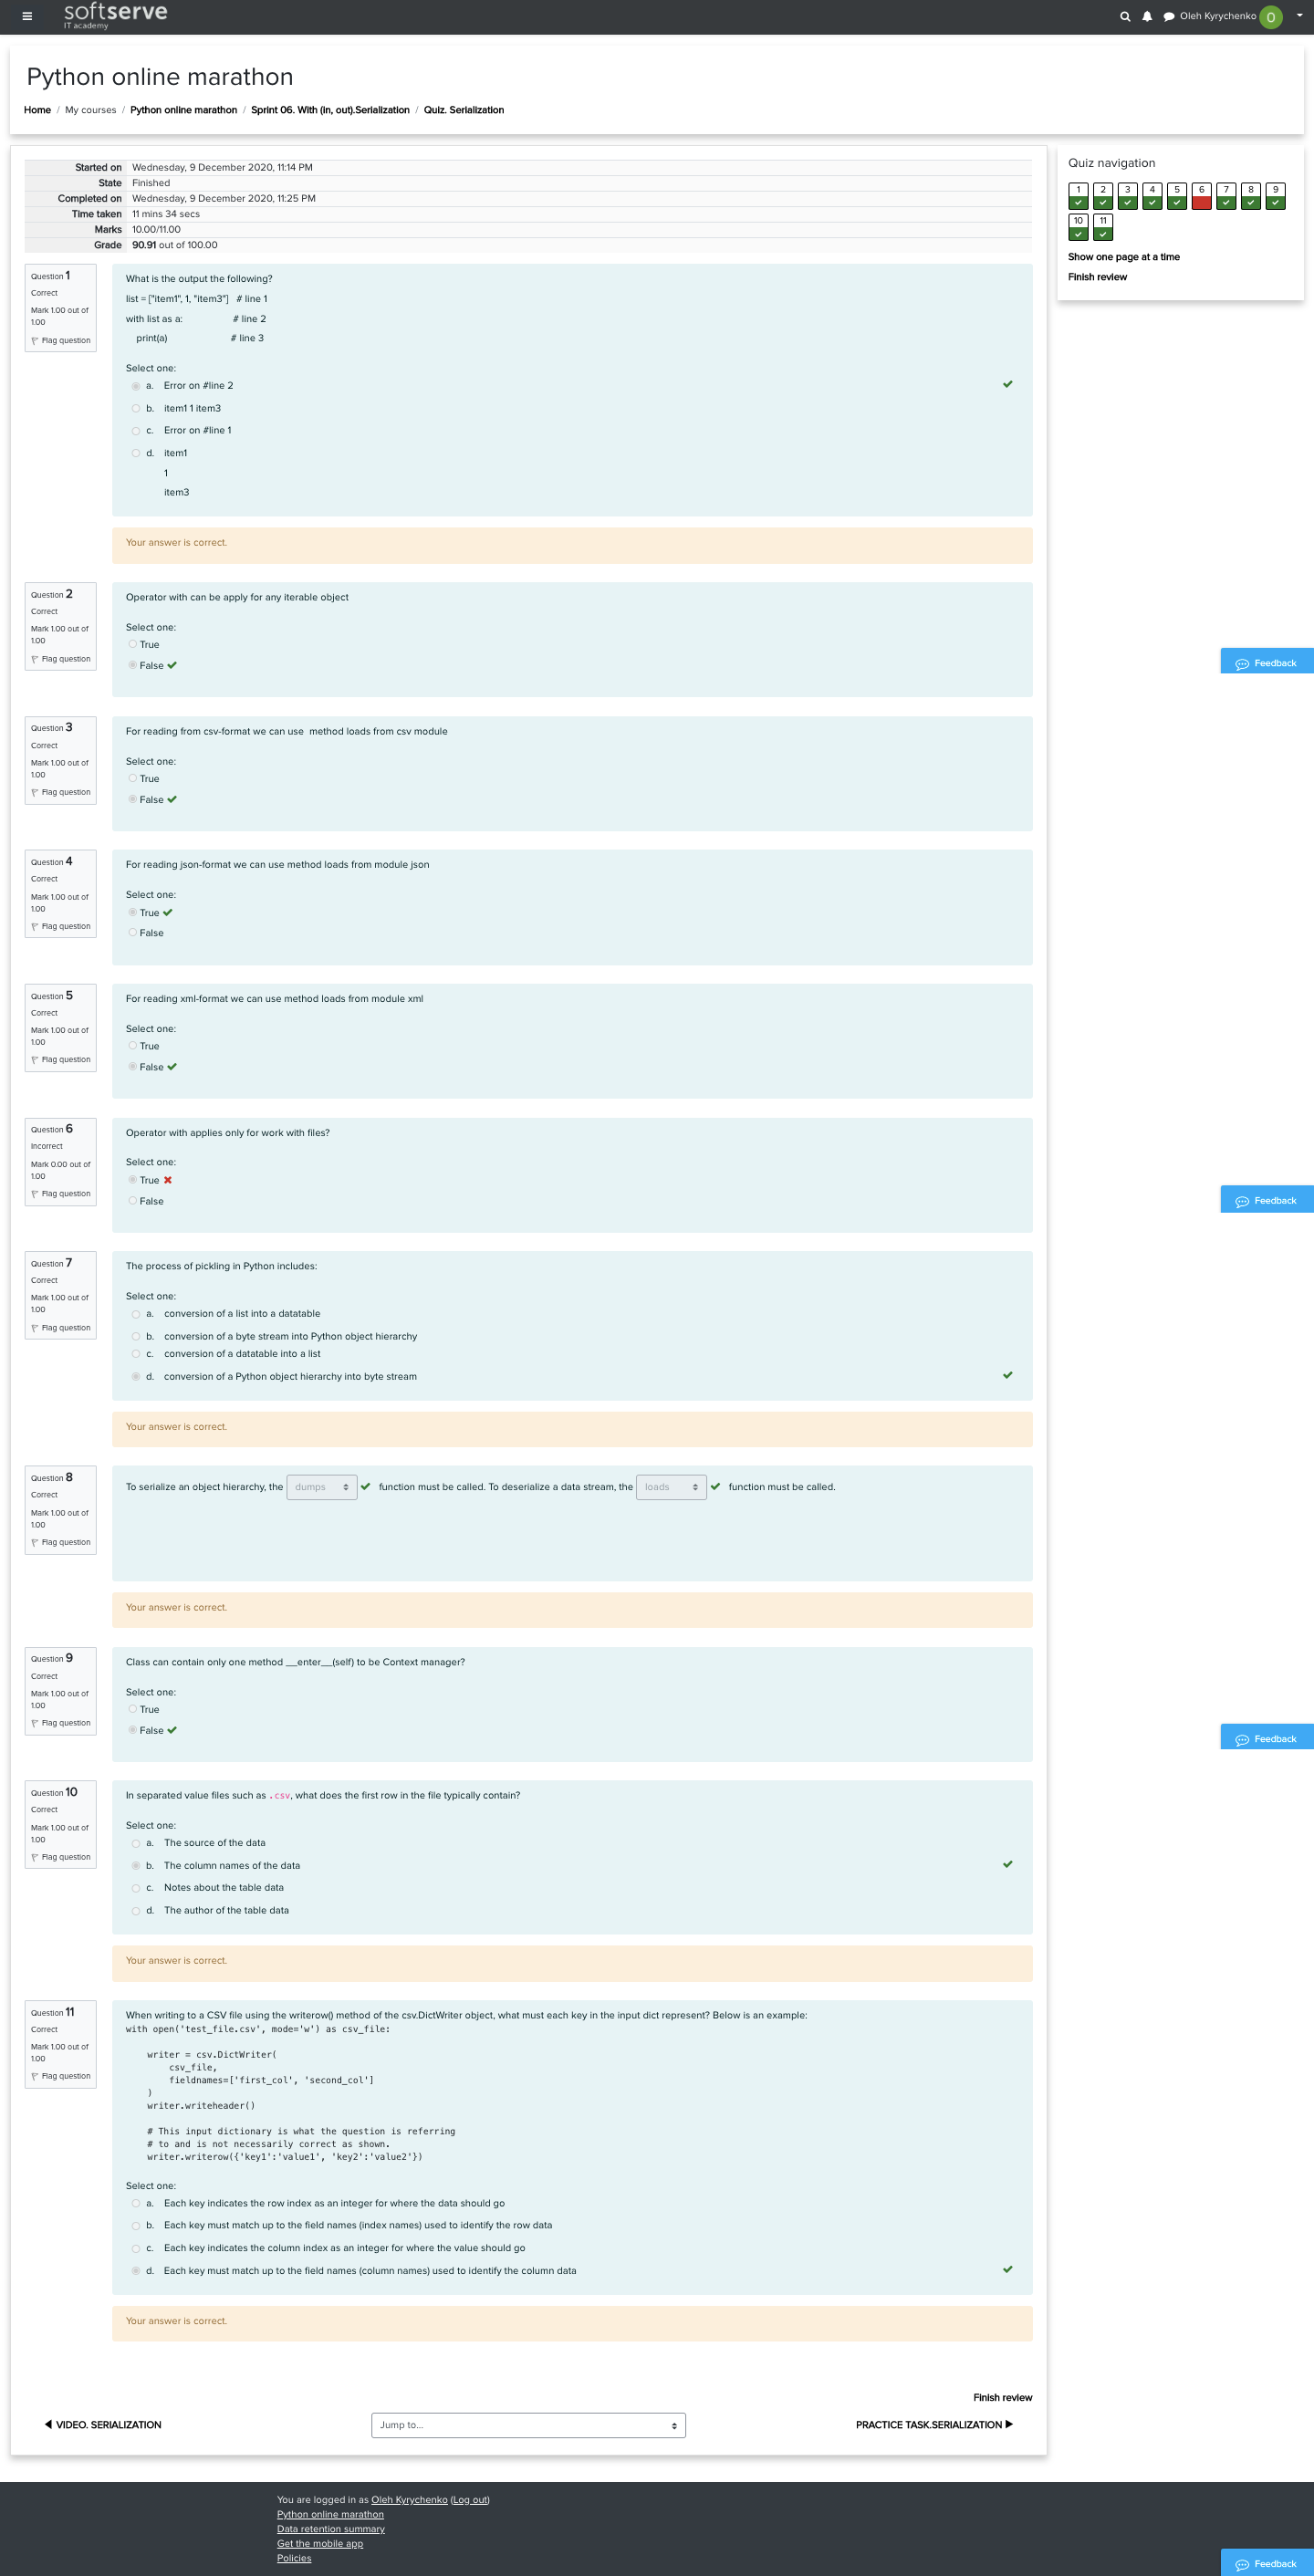 softserve
IT academy
Oleh Kyrychenko O
Python online marathon
Home / My courses / Python online marathon / Sprint 06. With (in, out).Serialization / Quiz. Serialization
Started on Wednesday, 9 December 2020, 11:14 PM
State Finished
Completed on Wednesday, 9 December 2020, 11:25 PM
Time taken 11 mins 34 secs
Marks 10.00/11.00
Grade 90.91 out of 100.00
Quiz navigation
1 2 3 4 5 6 7 8 9
10 11
Show one page at a time
Finish review
Question 1
Correct
Mark 1.00 out of
1.00
Flag question
What is the output the following?
list = ["item1", 1, "item3"] # line 1
with list as a: # line 2
print(a) # line 3
Select one:
a. Error on #line 2
b. item1 1 item3
c. Error on #line 1
d. item1
1
item3
Your answer is correct.
Question 2
Correct
Mark 1.00 out of
1.00
Flag question
Operator with can be apply for any iterable object
Select one:
True
False
Feedback
Question 3
Correct
Mark 1.00 out of
1.00
Flag question
For reading from csv-format we can use method loads from csv module
Select one:
True
False
Question 4
Correct
Mark 1.00 out of
1.00
Flag question
For reading json-format we can use method loads from module json
Select one:
True
False
Question 5
Correct
Mark 1.00 out of
1.00
Flag question
For reading xml-format we can use method loads from module xml
Select one:
True
False
Question 6
Incorrect
Mark 0.00 out of
1.00
Flag question
Operator with applies only for work with files?
Select one:
True
False
Feedback
Question 7
Correct
Mark 1.00 out of
1.00
Flag question
The process of pickling in Python includes:
Select one:
a. conversion of a list into a datatable
b. conversion of a byte stream into Python object hierarchy
c. conversion of a datatable into a list
d. conversion of a Python object hierarchy into byte stream
Your answer is correct.
Question 8
Correct
Mark 1.00 out of
1.00
Flag question
To serialize an object hierarchy, the dumps function must be called. To deserialize a data stream, the loads function must be called.
Your answer is correct.
Question 9
Correct
Mark 1.00 out of
1.00
Flag question
Class can contain only one method __enter__(self) to be Context manager?
Select one:
True
False
Feedback
Question 10
Correct
Mark 1.00 out of
1.00
Flag question
In separated value files such as .csv, what does the first row in the file typically contain?
Select one:
a. The source of the data
b. The column names of the data
c. Notes about the table data
d. The author of the table data
Your answer is correct.
Question 11
Correct
Mark 1.00 out of
1.00
Flag question
When writing to a CSV file using the writerow() method of the csv.DictWriter object, what must each key in the input dict represent? Below is an example:
with open('test_file.csv', mode='w') as csv_file:
writer = csv.DictWriter(
csv_file,
fieldnames=['first_col', 'second_col']
)
writer.writeheader()
# This input dictionary is what the question is referring
# to and is not necessarily correct as shown.
writer.writerow({'key1':'value1', 'key2':'value2'})
Select one:
a. Each key indicates the row index as an integer for where the data should go
b. Each key must match up to the field names (index names) used to identify the row data
c. Each key indicates the column index as an integer for where the value should go
d. Each key must match up to the field names (column names) used to identify the column data
Your answer is correct.
Finish review
VIDEO. SERIALIZATION
Jump to...
PRACTICE TASK.SERIALIZATION
You are logged in as Oleh Kyrychenko (Log out)
Python online marathon
Data retention summary
Get the mobile app
Policies
Feedback